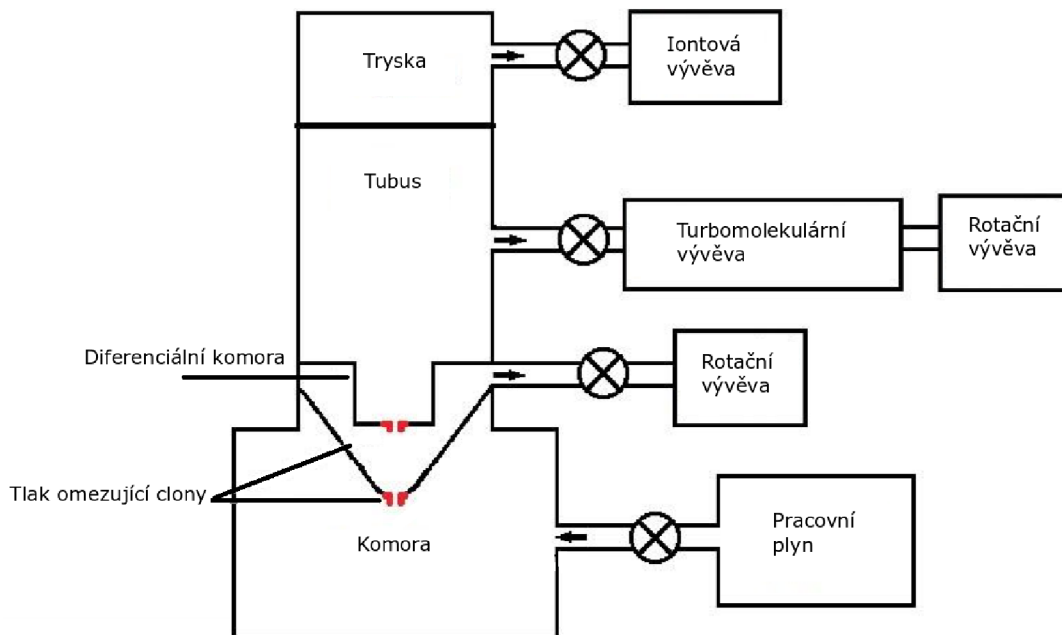 Tryska
Iontová
vývěva
Tubus
Turbomolekulární
vývěva
Rotační
vývěva
Diferenciální komora
Rotační
vývěva
Tlak omezující clony
Komora
Pracovní
plyn